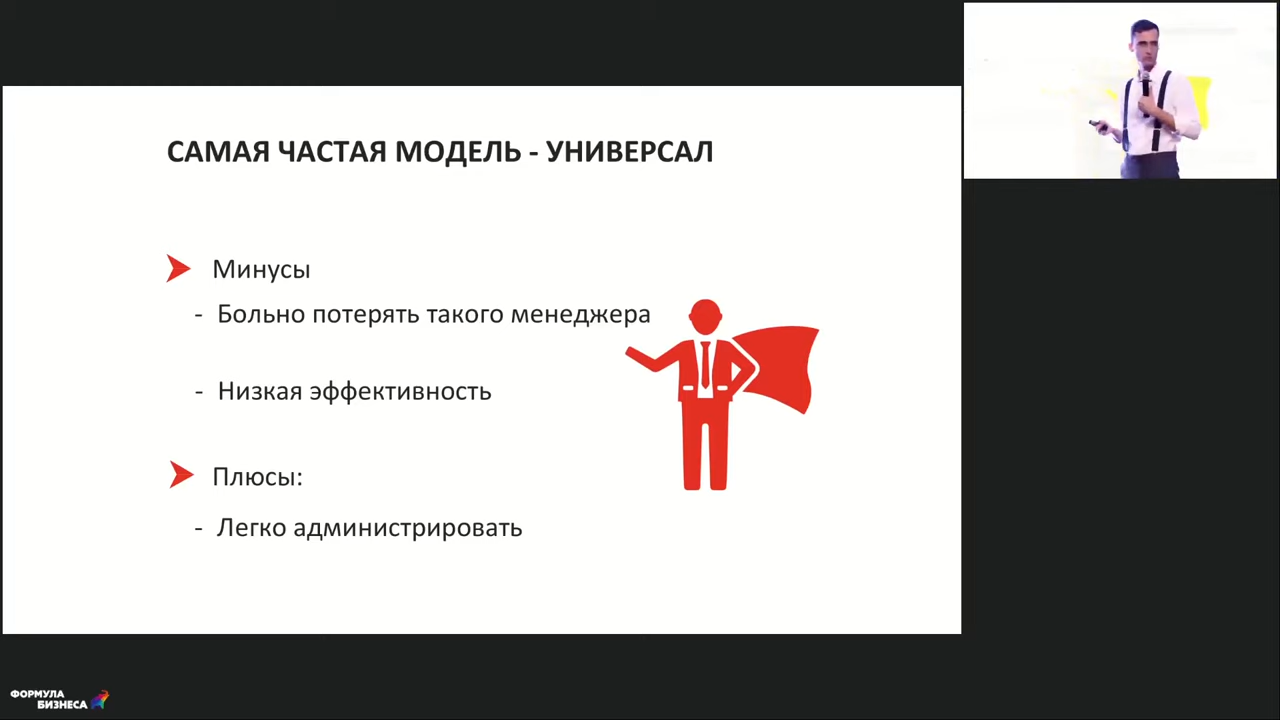 САМАЯ ЧАСТАЯ МОДЕЛЬ - УНИВЕРСАЛ
Минусы
- Больно потерять такого менеджера
- Низкая эффективность
Плюсы:
- Легко администрировать
ФОРМУЛА
БИЗНЕСА